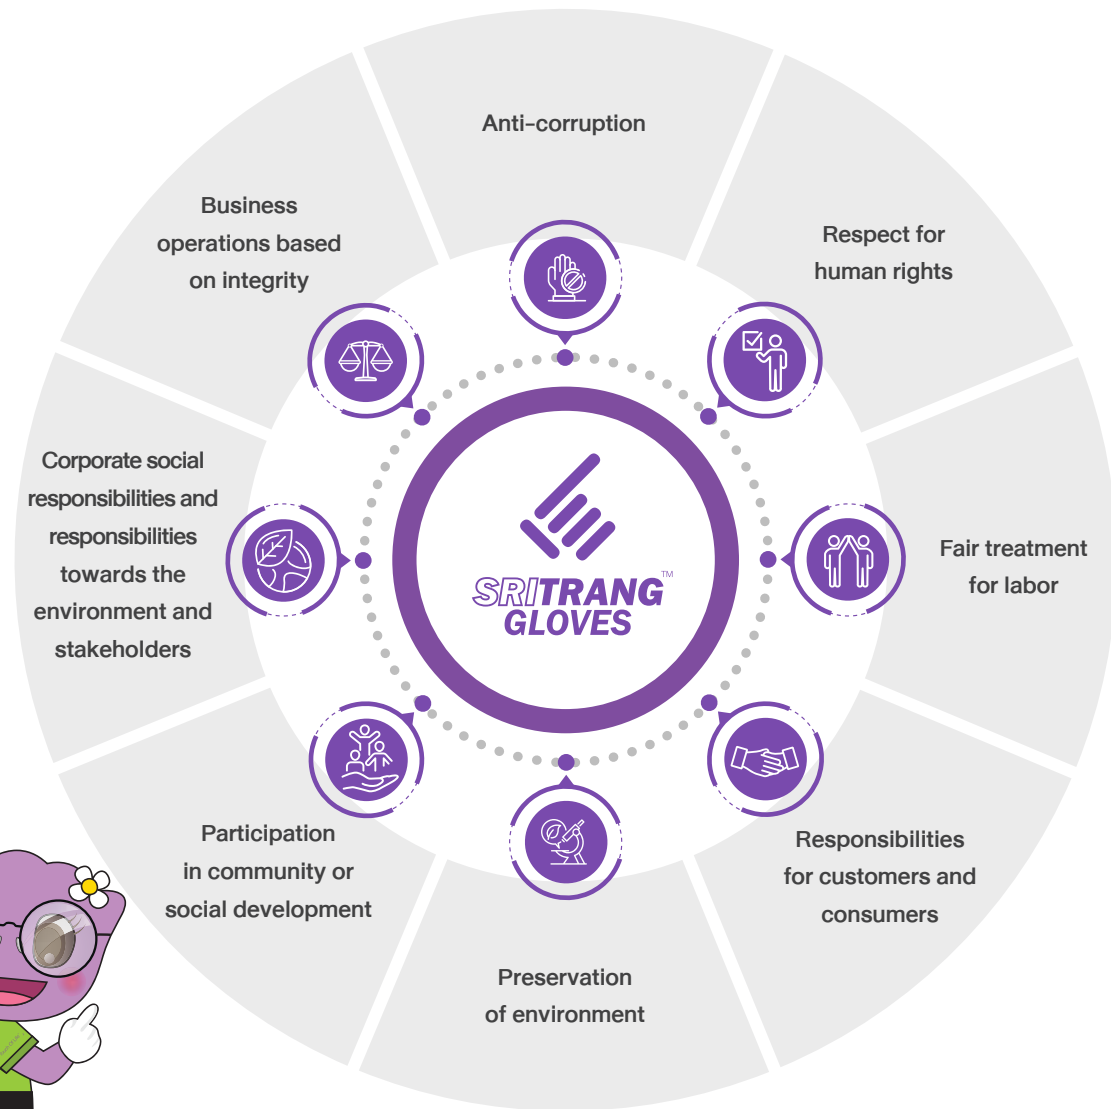 Anti-corruption
Respect for
human rights
Fair treatment
for labor
Responsibilities
for customers and
consumers
Preservation
of environment
Participation
in community or
social development
Corporate social
responsibilities and
responsibilities
towards the
environment and
stakeholders
Business
operations based
on integrity
SRITRANG™
GLOVES